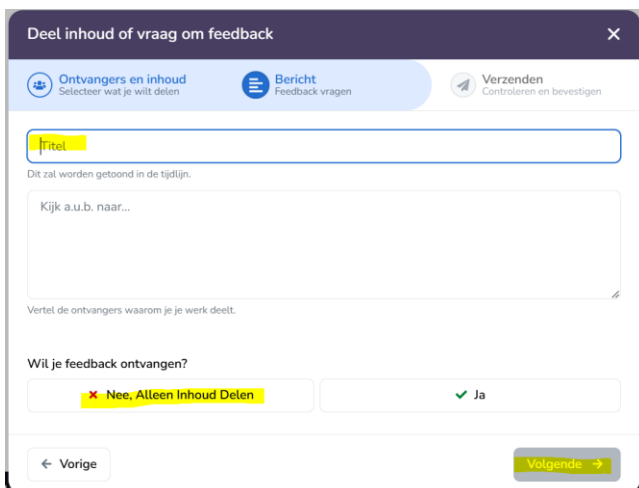 Deel inhoud of vraag om feedback
Ontvangers en inhoud
Selecteer wat je wilt delen
Bericht
Feedback vragen
Verzenden
Controleren en bevestigen
Titel
Dit zal worden getoond in de tijdlijn.
Kijk a.u.b. naar...
Vertel de ontvangers waarom je je werk deelt.
Wil je feedback ontvangen?
Nee, Alleen Inhoud Delen
Ja
Vorige
Volgende